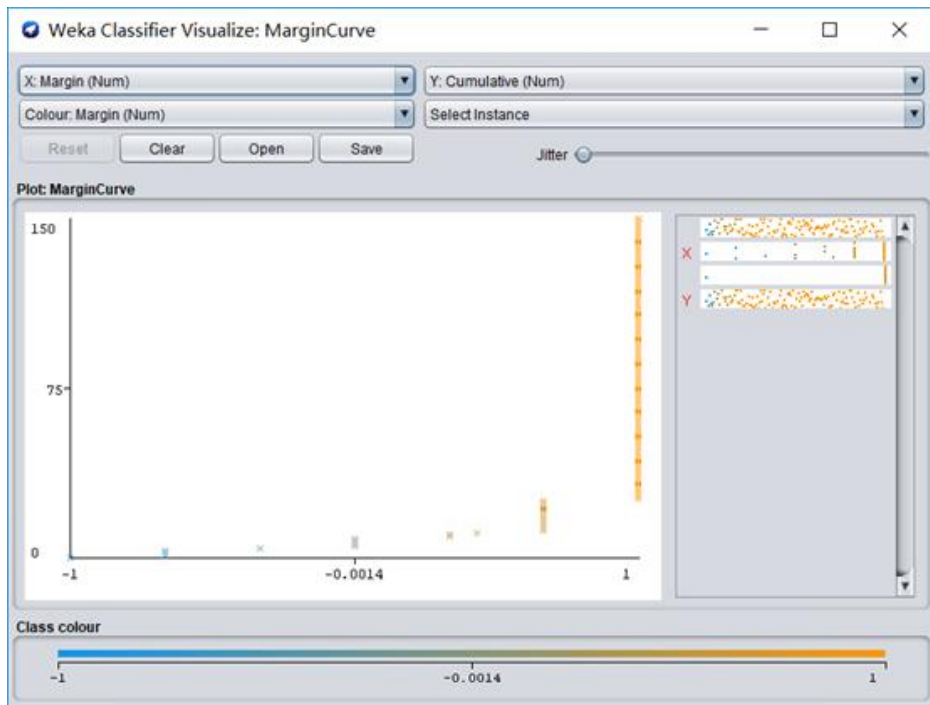 Weka Classifier Visualize: MarginCurve
X: Margin (Num)
Y: Cumulative (Num)
Colour: Margin (Num)
Select Instance
Reset
Clear
Open
Save
Jitter
Plot: MarginCurve
150
75
0
-1
-0.0014
1
X
Y
Class colour
-1
-0.0014
1